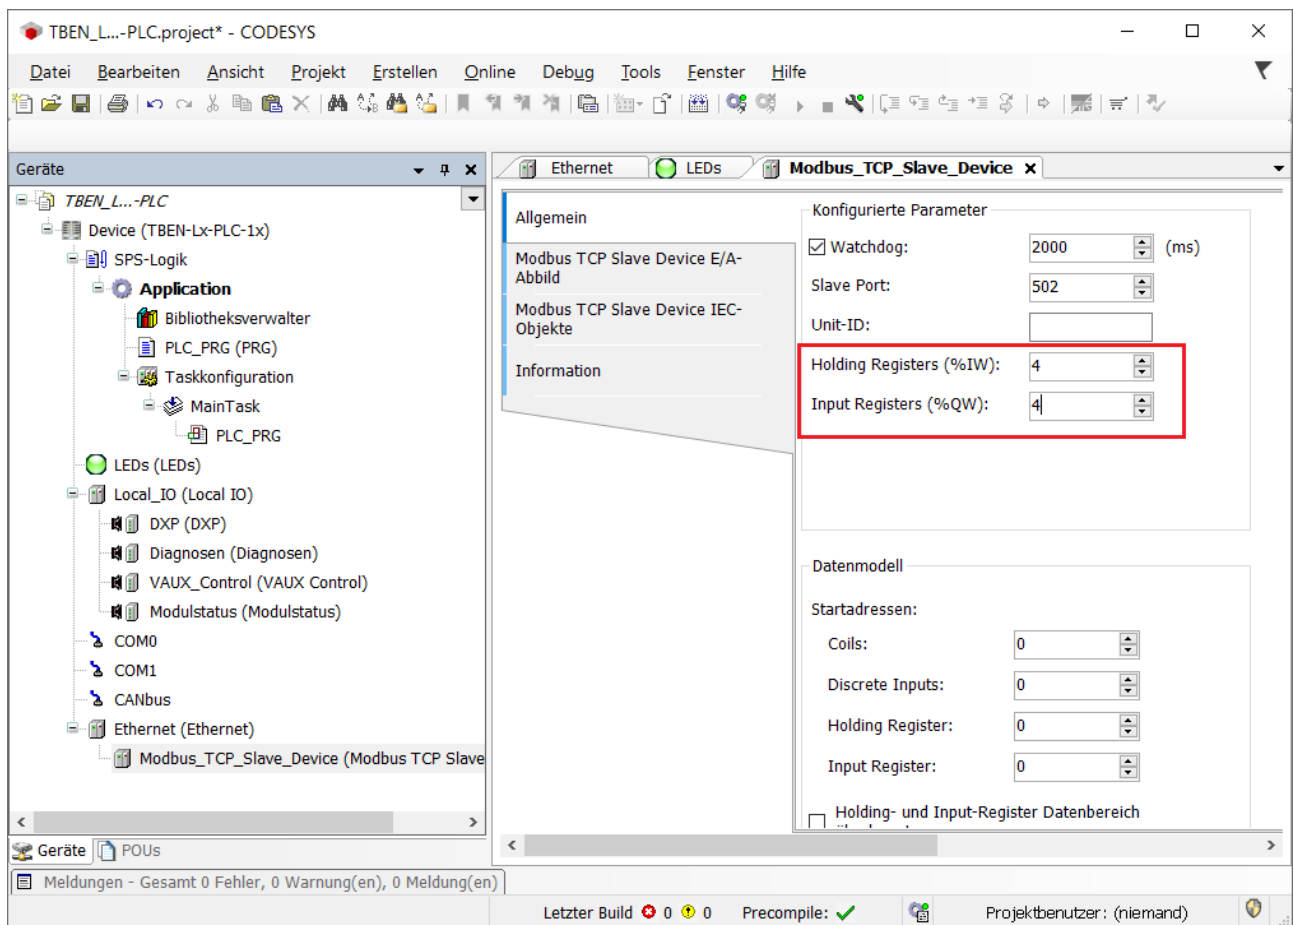 TBEN_L...-PLC.project* - CODESYS
Datei Bearbeiten Ansicht Projekt Erstellen Online Debug Tools Fenster Hilfe
Geräte
TBEN_L...-PLC
Device (TBEN-Lx-PLC-1x)
SPS-Logik
Application
Bibliotheksverwalter
PLC_PRG (PRG)
Taskkonfiguration
MainTask
PLC_PRG
LEDs (LEDs)
Local_IO (Local IO)
DXP (DXP)
Diagnosen (Diagnosen)
VAUX_Control (VAUX Control)
Modulstatus (Modulstatus)
COM0
COM1
CANbus
Ethernet (Ethernet)
Modbus_TCP_Slave_Device (Modbus TCP Slave
Geräte POUs
Ethernet LEDs Modbus_TCP_Slave_Device
Allgemein
Modbus TCP Slave Device E/A-
Abbild
Modbus TCP Slave Device IEC-
Objekte
Information
Konfigurierte Parameter
Watchdog: 2000 (ms)
Slave Port: 502
Unit-ID:
Holding Registers (%IW): 4
Input Registers (%QW): 4
Datenmodell
Startadressen:
Coils: 0
Discrete Inputs: 0
Holding Register: 0
Input Register: 0
Holding- und Input-Register Datenbereich
Meldungen - Gesamt 0 Fehler, 0 Warnung(en), 0 Meldung(en)
Letzter Build 0 0 Precompile: Projektbenutzer: (niemand)